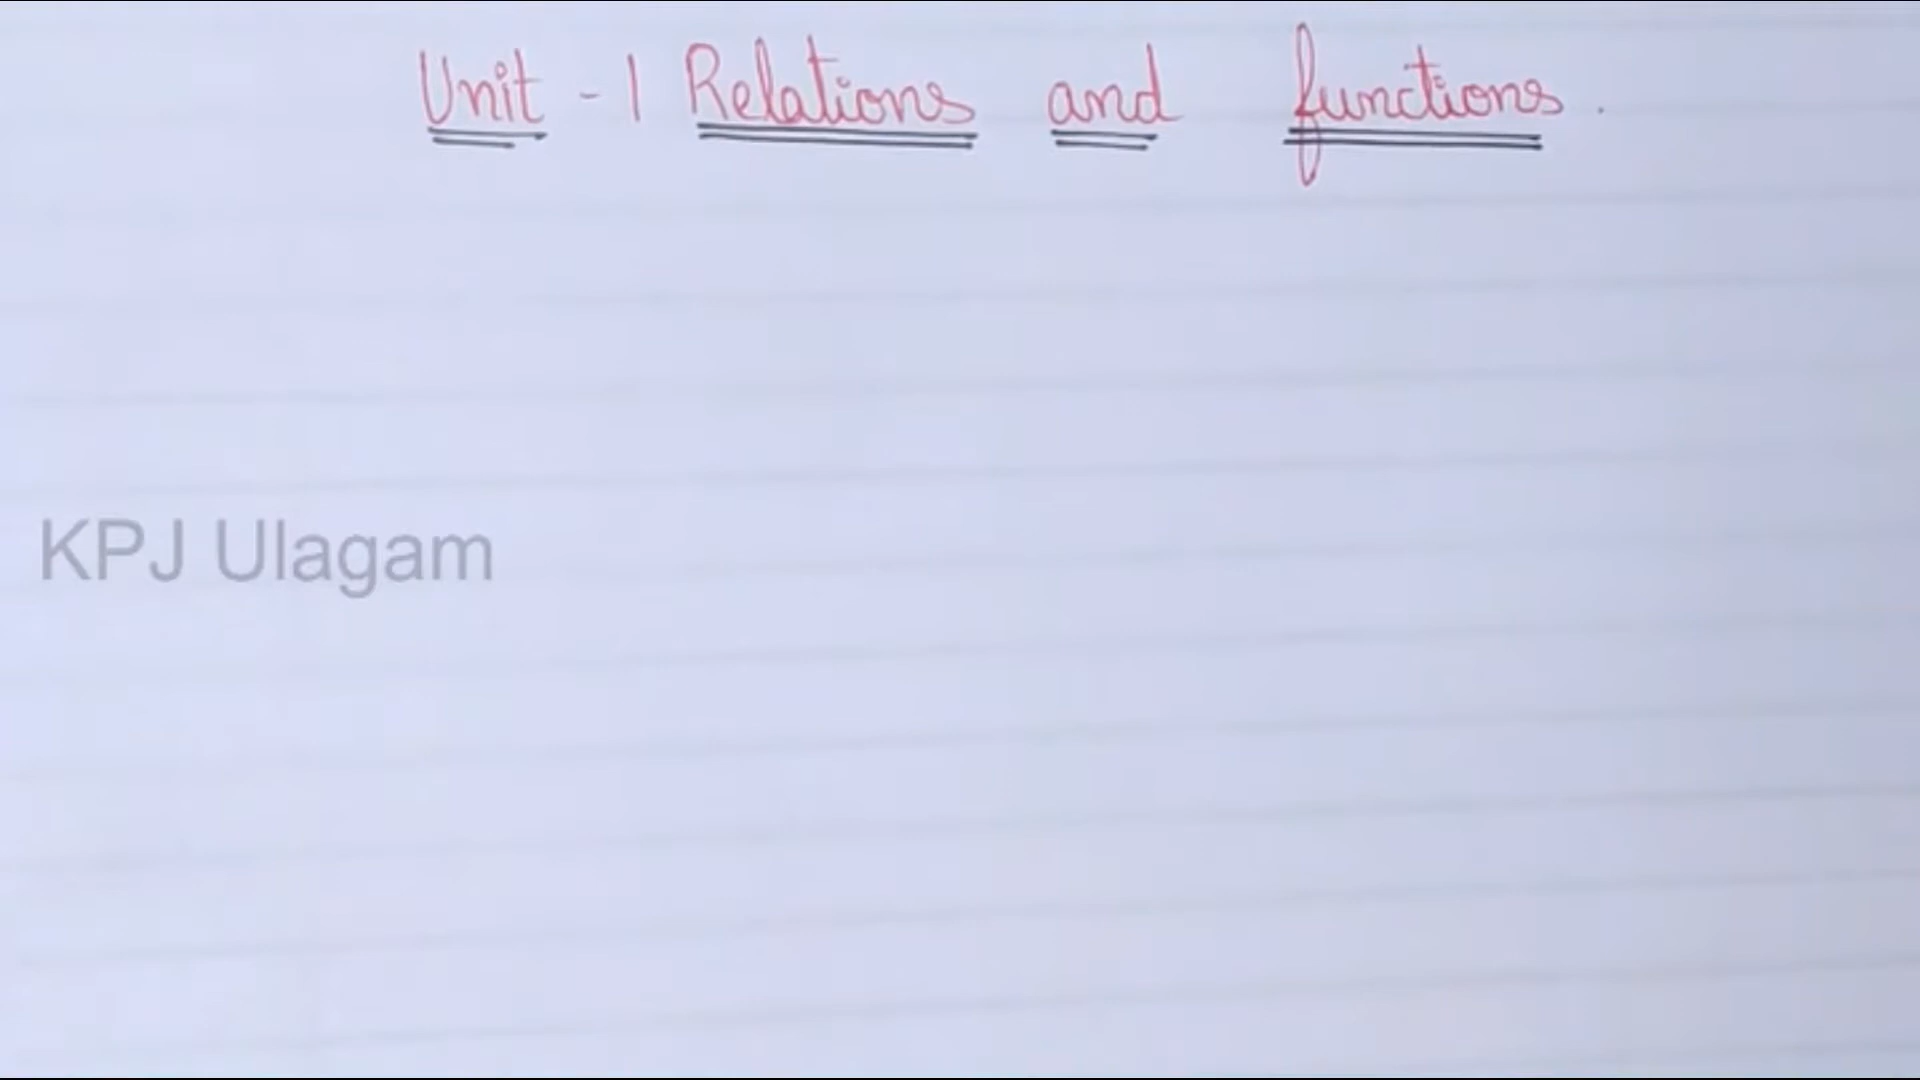 Unit - 1 Relations and functions.
KPJ Ulagam